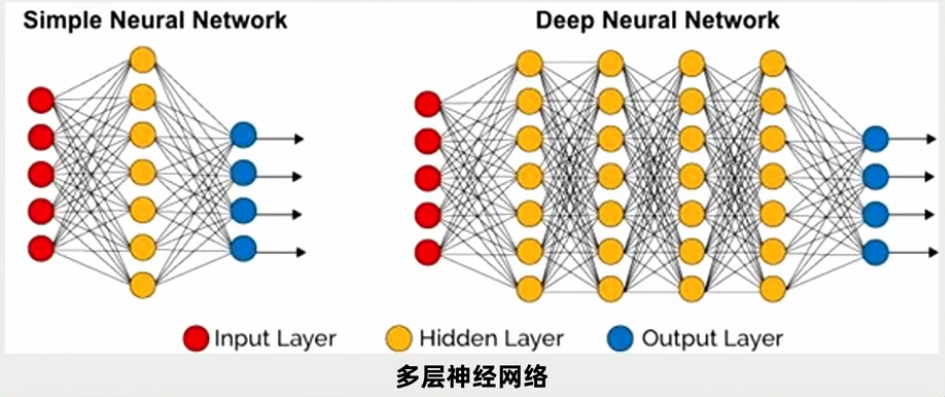 Simple Neural Network
Deep Neural Network
Input Layer
Hidden Layer
Output Layer
多层神经网络